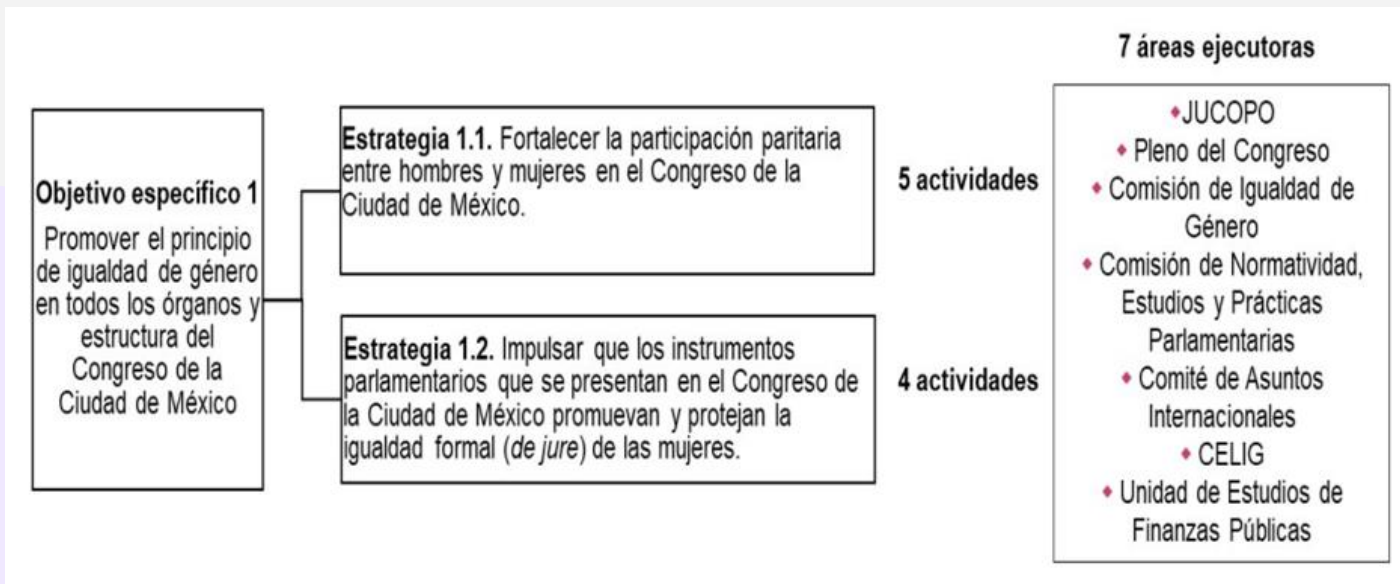 Objetivo específico 1
Promover el principio
de igualdad de género
en todos los órganos y
estructura del
Congreso de la
Ciudad de México
Estrategia 1.1. Fortalecer la participación paritaria
entre hombres y mujeres en el Congreso de la
Ciudad de México.
5 actividades
Estrategia 1.2. Impulsar que los instrumentos
parlamentarios que se presentan en el Congreso de
la Ciudad de México promuevan y protejan la
igualdad formal (de jure) de las mujeres.
4 actividades
7 áreas ejecutoras
♦JUCOPO
♦ Pleno del Congreso
♦ Comisión de Igualdad de
Género
♦ Comisión de Normatividad,
Estudios y Prácticas
Parlamentarias
♦ Comité de Asuntos
Internacionales
♦ CELIG
♦ Unidad de Estudios de
Finanzas Públicas